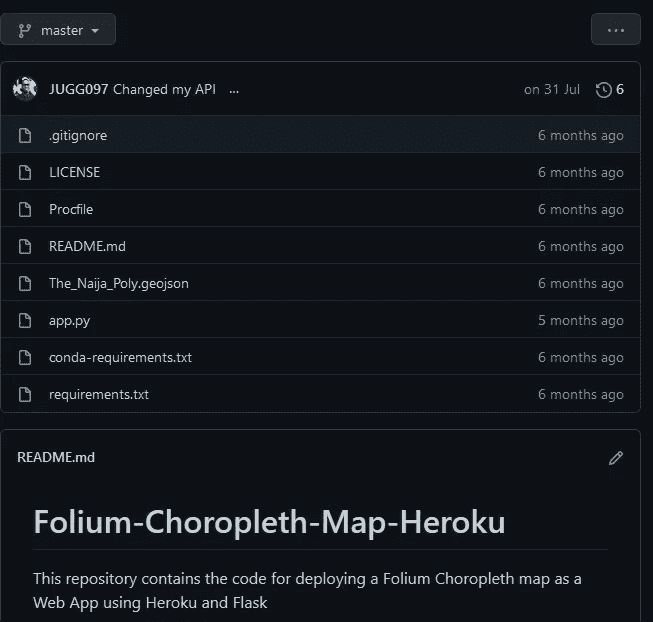 master
...
JUGG097 Changed my API ... on 31 Jul 6
.gitignore 6 months ago
LICENSE 6 months ago
Procfile 6 months ago
README.md 6 months ago
The_Naija_Poly.geojson 6 months ago
app.py 5 months ago
conda-requirements.txt 6 months ago
requirements.txt 6 months ago
README.md
Folium-Choropleth-Map-Heroku
This repository contains the code for deploying a Folium Choropleth map as a
Web App using Heroku and Flask